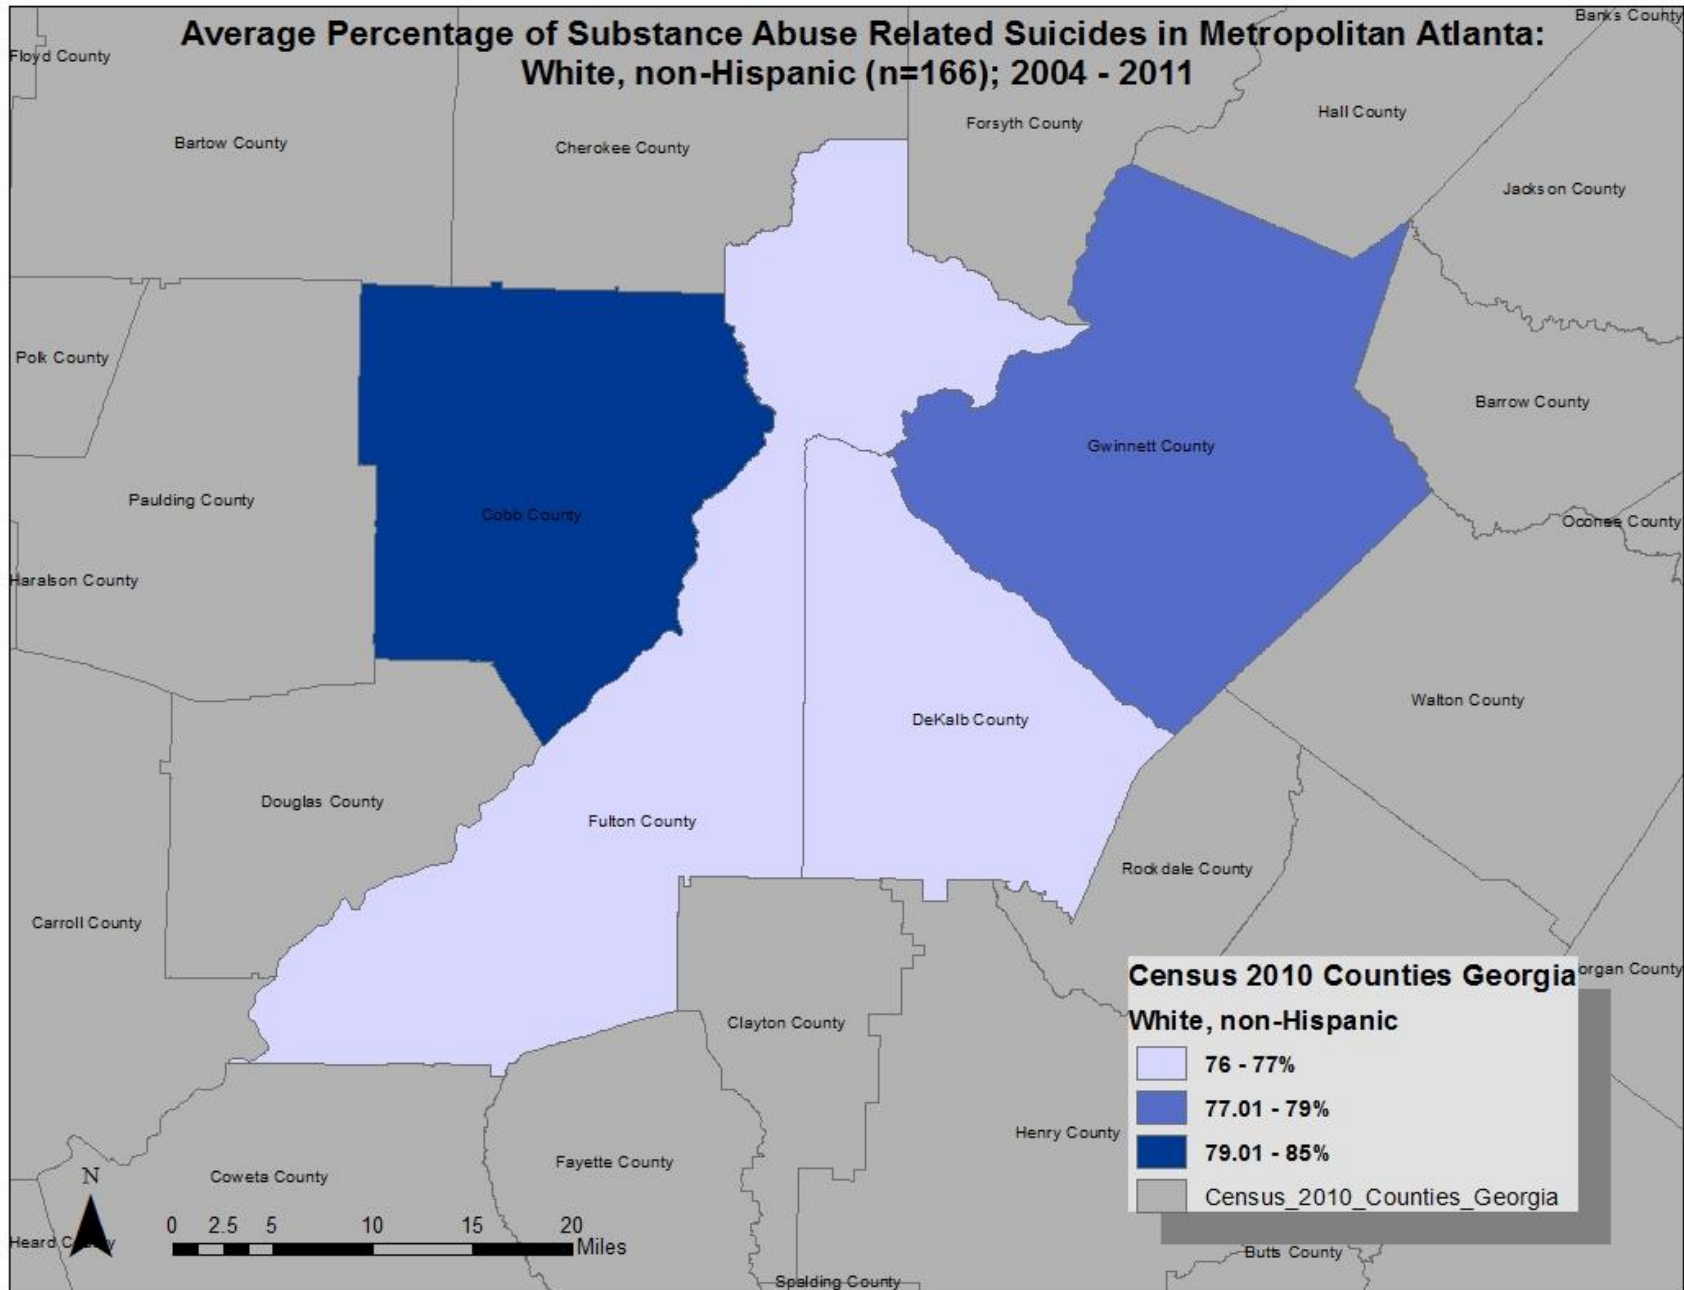 Average Percentage of Substance Abuse Related Suicides in Metropolitan Atlanta:
White, non-Hispanic (n=166); 2004 - 2011
Banks County
Floyd County
Bartow County
Cherokee County
Forsyth County
Hall County
Jackson County
Polk County
Barrow County
Gwinnett County
Paulding County
Cobb County
Oconee County
Haralson County
Walton County
DeKalb County
Douglas County
Fulton County
Rockdale County
Carroll County
Clayton County
organ County
Henry County
Fayette County
Coweta County
Heard County
Butts County
Spalding County
Census 2010 Counties Georgia
White, non-Hispanic
76 - 77%
77.01 - 79%
79.01 - 85%
Census_2010_Counties_Georgia
N
0 2.5 5 10 15 20
Miles